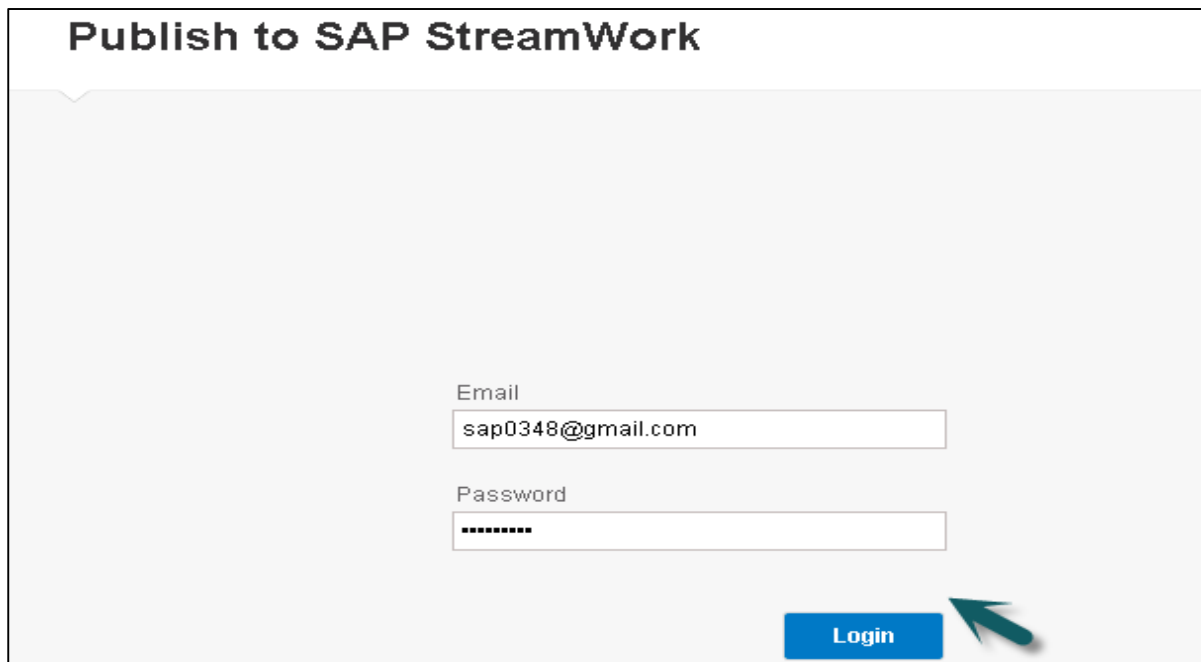 Publish to SAP StreamWork
Email
sap0348@gmail.com
Password
•••••••••
Login